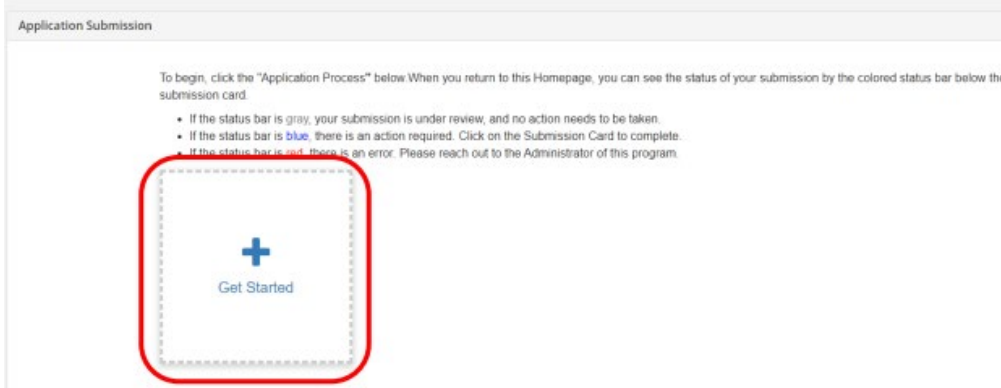 Application Submission
To begin, click the "Application Process" below.When you return to this Homepage, you can see the status of your submission by the colored status bar below the
submission card.
• If the status bar is gray, your submission is under review, and no action needs to be taken.
• If the status bar is blue, there is an action required. Click on the Submission Card to complete.
• If the status bar is red, there is an error. Please reach out to the Administrator of this program.
Get Started